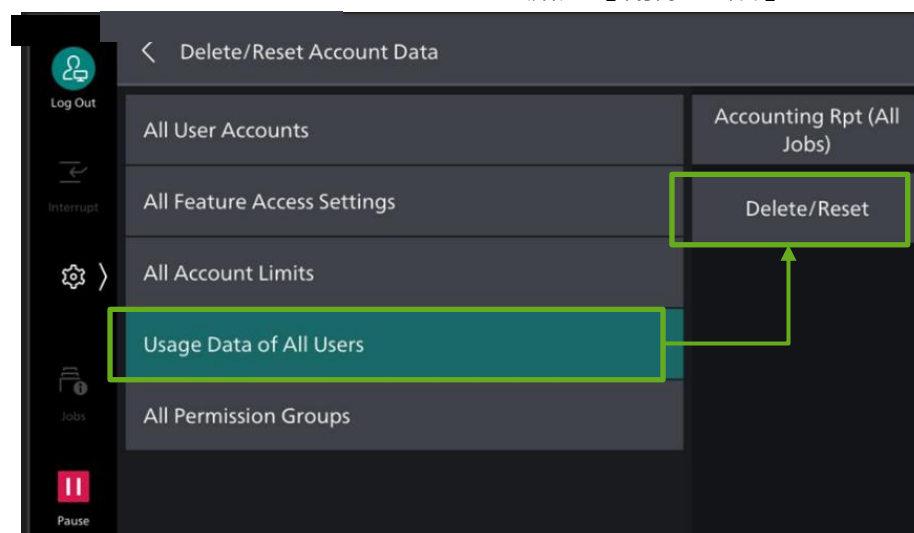 Delete/Reset Account Data
Log Out
All User Accounts
Accounting Rpt (All
Jobs)
Interrupt
All Feature Access Settings
Delete/Reset
All Account Limits
Usage Data of All Users
Jobs
All Permission Groups
Pause